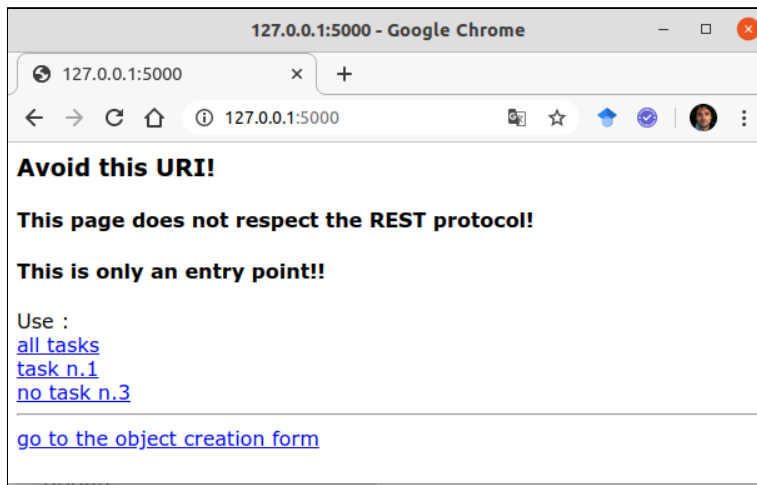 127.0.0.1:5000 - Google Chrome
127.0.0.1:5000
127.0.0.1:5000
Avoid this URI!
This page does not respect the REST protocol!
This is only an entry point!!
Use :
all tasks
task n.1
no task n.3
go to the object creation form